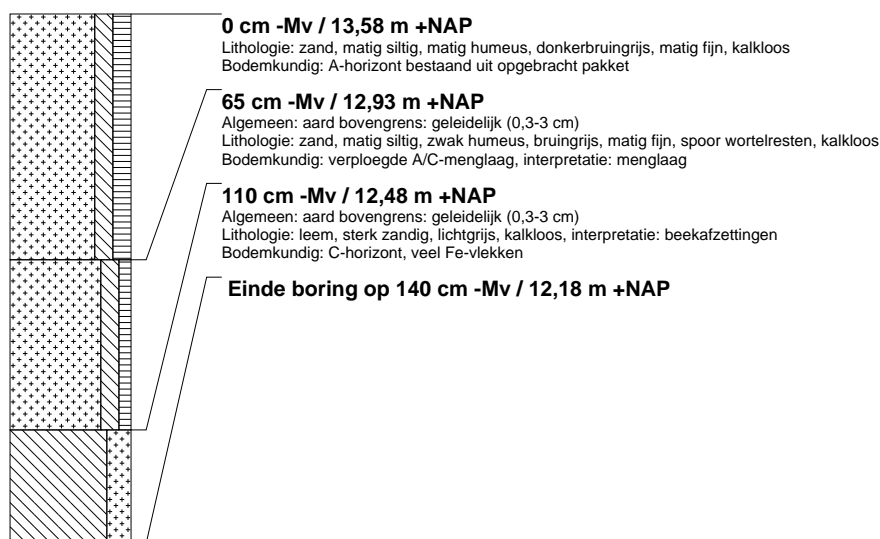 0 cm -Mv / 13,58 m +NAP
Lithologie: zand, matig siltig, matig humeus, donkerbruingrijs, matig fijn, kalkloos
Bodemkundig: A-horizont bestaand uit opgebracht pakket
65 cm -Mv / 12,93 m +NAP
Algemeen: aard bovengrens: geleidelijk (0,3-3 cm)
Lithologie: zand, matig siltig, zwak humeus, bruingrijs, matig fijn, spoor wortelresten, kalkloos
Bodemkundig: verploegde A/C-menglaag, interpretatie: menglaag
110 cm -Mv / 12,48 m +NAP
Algemeen: aard bovengrens: geleidelijk (0,3-3 cm)
Lithologie: leem, sterk zandig, lichtgrijs, kalkloos, interpretatie: beekafzettingen
Bodemkundig: C-horizont, veel Fe-vlekken
Einde boring op 140 cm -Mv / 12,18 m +NAP